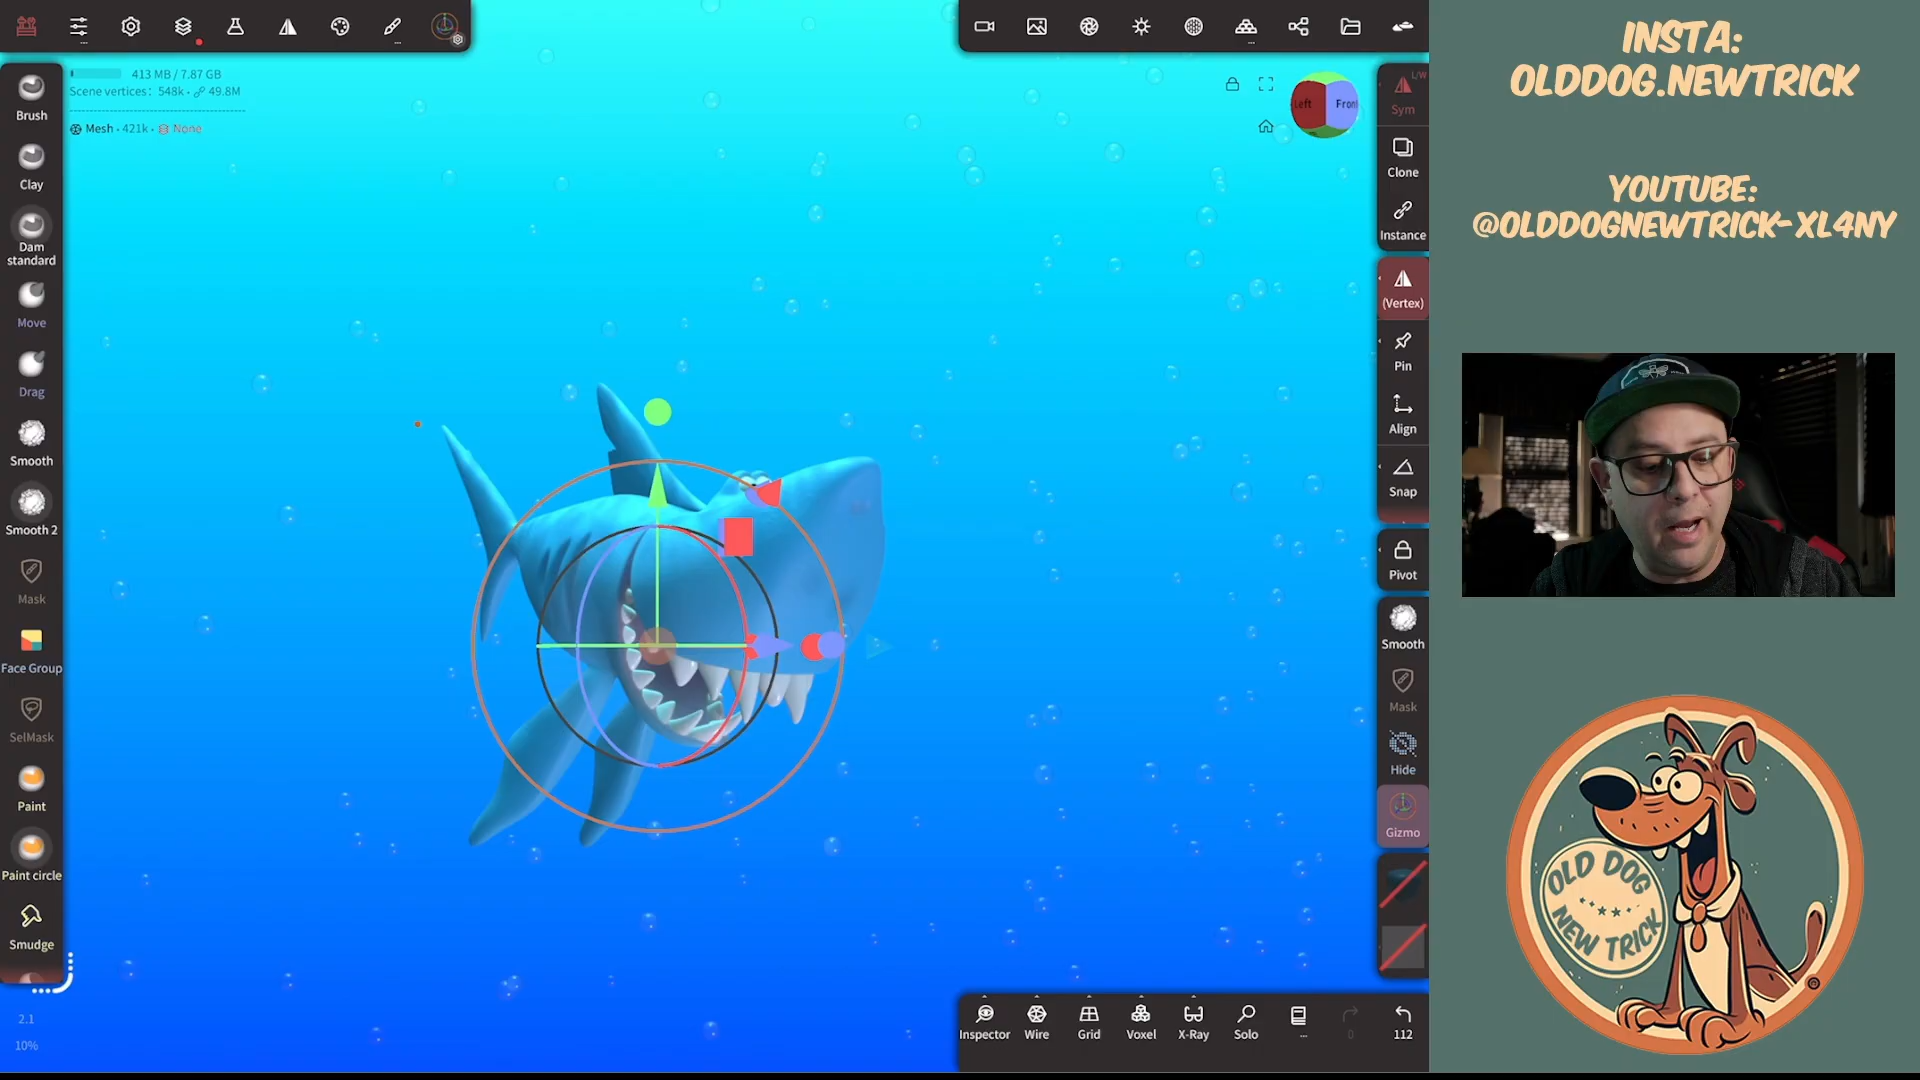 INSTA:
OLDDOG.NEWTRICK
YOUTUBE:
@OLDDOGNEWTRICK-XL4NY
413 MB / 7.87 GB
Scene vertices: 548k • 49.8M
Mesh • 421k • None
Left
Front
Brush
Clay
Dam
standard
Move
Drag
Smooth
Smooth 2
Mask
Face Group
SelMask
Paint
Paint circle
Smudge
2.1
10%
L/W
Sym
Clone
Instance
(Vertex)
Pin
Align
Snap
Pivot
Smooth
Mask
Hide
Gizmo
Inspector
Wire
Grid
Voxel
X-Ray
Solo
...
0
112
OLD DOG
NEW TRICK